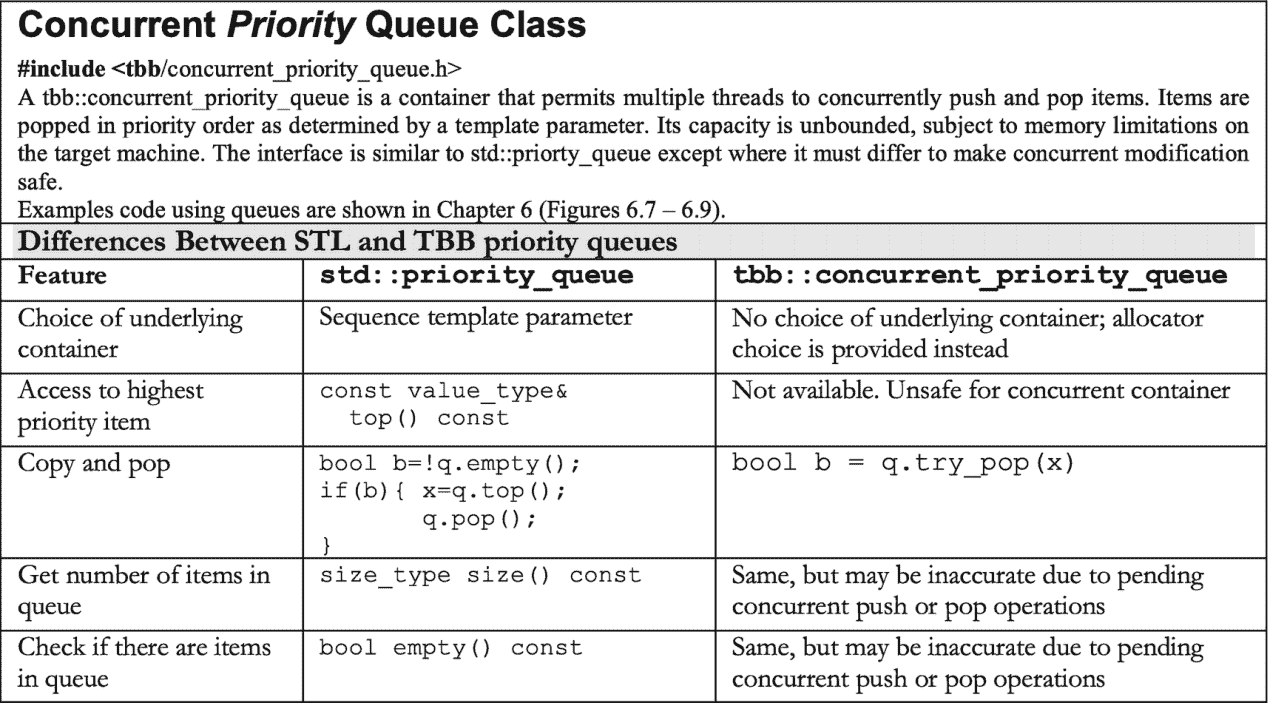 Concurrent Priority Queue Class
#include <tbb/concurrent_priority_queue.h>
A tbb::concurrent_priority_queue is a container that permits multiple threads to concurrently push and pop items. Items are
popped in priority order as determined by a template parameter. Its capacity is unbounded, subject to memory limitations on
the target machine. The interface is similar to std::priorty_queue except where it must differ to make concurrent modification
safe.
Examples code using queues are shown in Chapter 6 (Figures 6.7 – 6.9).
Differences Between STL and TBB priority queues
Feature
std::priority_queue
tbb::concurrent_priority_queue
Choice of underlying
container
Sequence template parameter
No choice of underlying container; allocator
choice is provided instead
Access to highest
priority item
const value_type&
top() const
Not available. Unsafe for concurrent container
Copy and pop
bool b=!q.empty();
if(b){ x=q.top();
q.pop();
}
bool b = q.try_pop(x)
Get number of items in
queue
size_type size() const
Same, but may be inaccurate due to pending
concurrent push or pop operations
Check if there are items
in queue
bool empty() const
Same, but may be inaccurate due to pending
concurrent push or pop operations